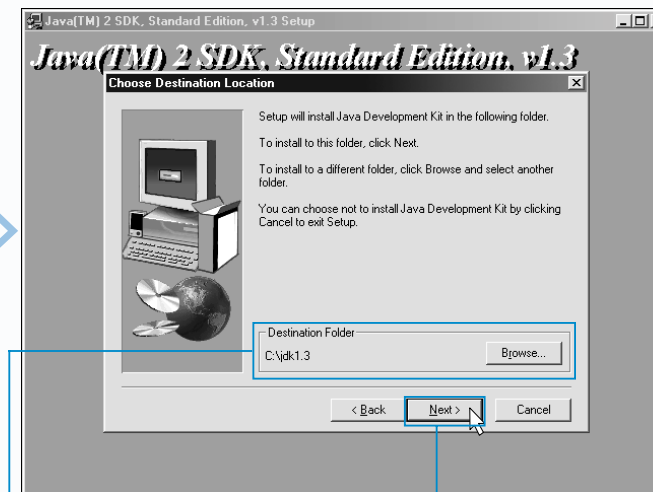 Java(TM) 2 SDK, Standard Edition, v1.3 Setup
Java(TM) 2 SDK, Standard Edition, v1.3
Choose Destination Location
Setup will install Java Development Kit in the following folder.
To install to this folder, click Next.
To install to a different folder, click Browse and select another
folder.
You can choose not to install Java Development Kit by clicking
Cancel to exit Setup.
Destination Folder
C:\jdk1.3
Browse...
< Back
Next >
Cancel